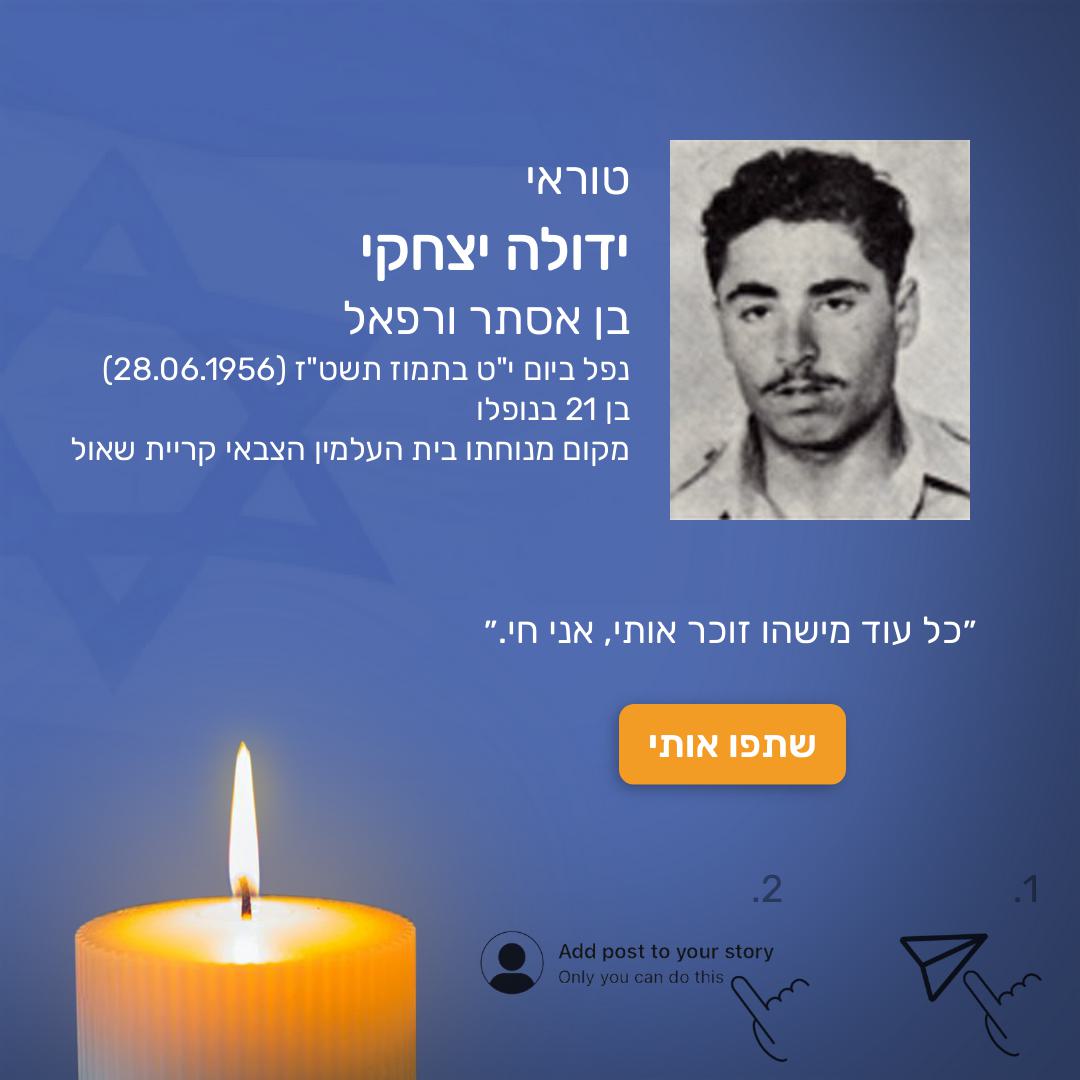 טוראי
ידולה יצחקי
בן אסתר ורפאל
נפל ביום י"ט בתמוז תשט"ז (28.06.1956)
בן 21 בנופלו
מקום מנוחתו בית העלמין הצבאי קריית שאול
״כל עוד מישהו זוכר אותי, אני חי.״
שתפו אותי
1.
2.
Add post to your story
Only you can do this